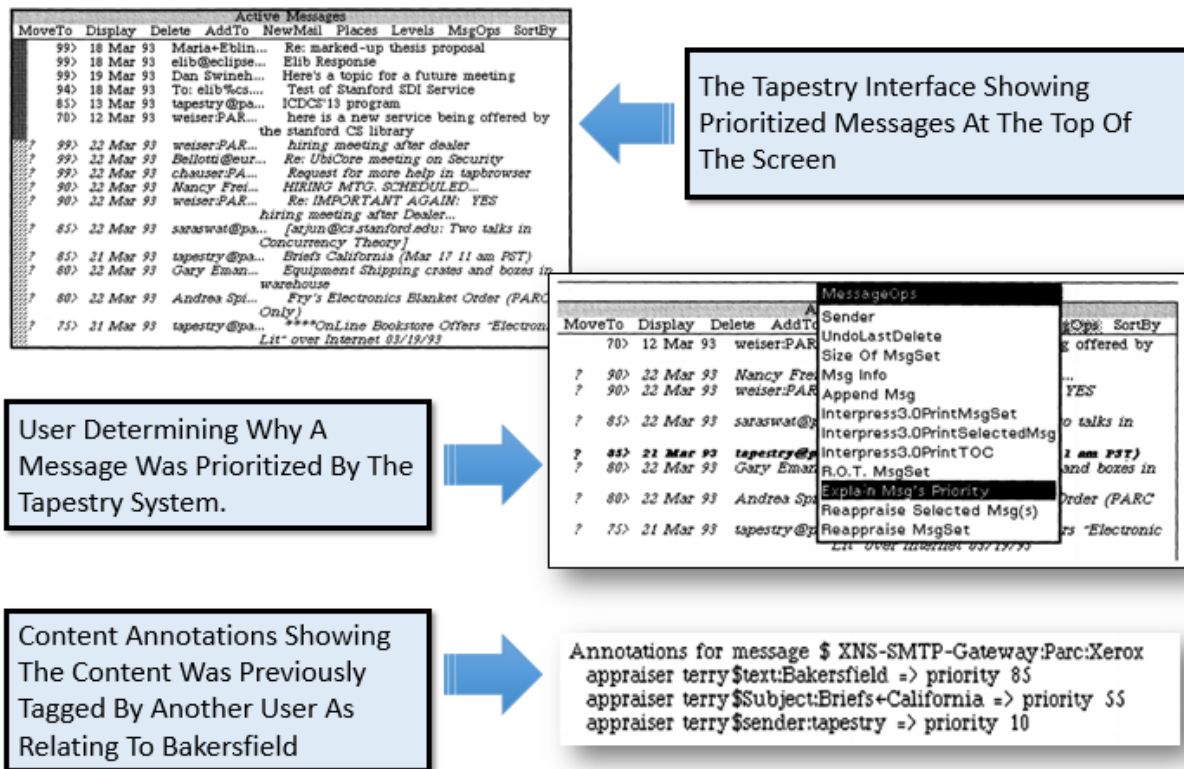 Active Messages
MoveTo Display Delete AddTo NewMail Places Levels MsgOps SortBy
99> 18 Mar 93 Maria+Eblin... Re: marked-up thesis proposal
99> 18 Mar 93 elib@eclipse... Elib Response
99> 19 Mar 93 Dan Swineh... Here's a topic for a future meeting
94> 18 Mar 93 To: elib%cs.... Test of Stanford SDI Service
85> 13 Mar 93 tapestry@pa... ICDCS'13 program
70> 12 Mar 93 weiser:PAR... here is a new service being offered by
the stanford CS library
? 99> 22 Mar 93 weiser:PAR... hiring meeting after dealer
? 99> 22 Mar 93 Bellotti@eur... Re: UbiCore meeting on Security
? 99> 22 Mar 93 chauser:PA... Request for more help in tapbrowser
? 90> 22 Mar 93 Nancy Frei... HIRING MTG. SCHEDULED...
? 90> 22 Mar 93 weiser:PAR... Re: IMPORTANT AGAIN: YES
hiring meeting after Dealer...
? 85> 22 Mar 93 saraswat@pa... [arjun@cs.stanford.edu: Two talks in
Concurrency Theory]
? 85> 21 Mar 93 tapestry@pa... Briefs California (Mar 17 11 am PST)
? 80> 22 Mar 93 Gary Eman... Equipment Shipping crates and boxes in
warehouse
? 80> 22 Mar 93 Andrea Spi... Fry's Electronics Blanket Order (PARC
Only)
? 75> 21 Mar 93 tapestry@pa... ****OnLine Bookstore Offers "Electron
Lit" over Internet 03/19/93
The Tapestry Interface Showing
Prioritized Messages At The Top Of
The Screen
User Determining Why A
Message Was Prioritized By The
Tapestry System.
MoveTo Display Delete AddTo
70> 12 Mar 93 weiser:PAR
? 90> 22 Mar 93 Nancy Frei
? 90> 22 Mar 93 weiser:PAR
? 85> 22 Mar 93 saraswat@p
? 85> 21 Mar 93 tapestry@p
? 80> 22 Mar 93 Gary Eman
? 80> 22 Mar 93 Andrea Spi
? 75> 21 Mar 93 tapestry@p
MessageOps
Sender
UndoLastDelete
Size Of MsgSet
Msg Info
Append Msg
Interpress3.0PrintMsgSet
Interpress3.0PrintSelectedMsg
Interpress3.0PrintTOC
R.O.T. MsgSet
Explain Msg's Priority
Reappraise Selected Msg(s)
Reappraise MsgSet
gOps SortBy
g offered by
...
YES
o talks in
1 am PST)
and boxes in
Order (PARC
rs "Electronic
Lit" over Internet 03/19/93
Content Annotations Showing
The Content Was Previously
Tagged By Another User As
Relating To Bakersfield
Annotations for message $ XNS-SMTP-Gateway:Parc:Xerox
appraiser terry$text:Bakersfield => priority 85
appraiser terry$Subject:Briefs←California => priority 55
appraiser terry$sender:tapestry => priority 10